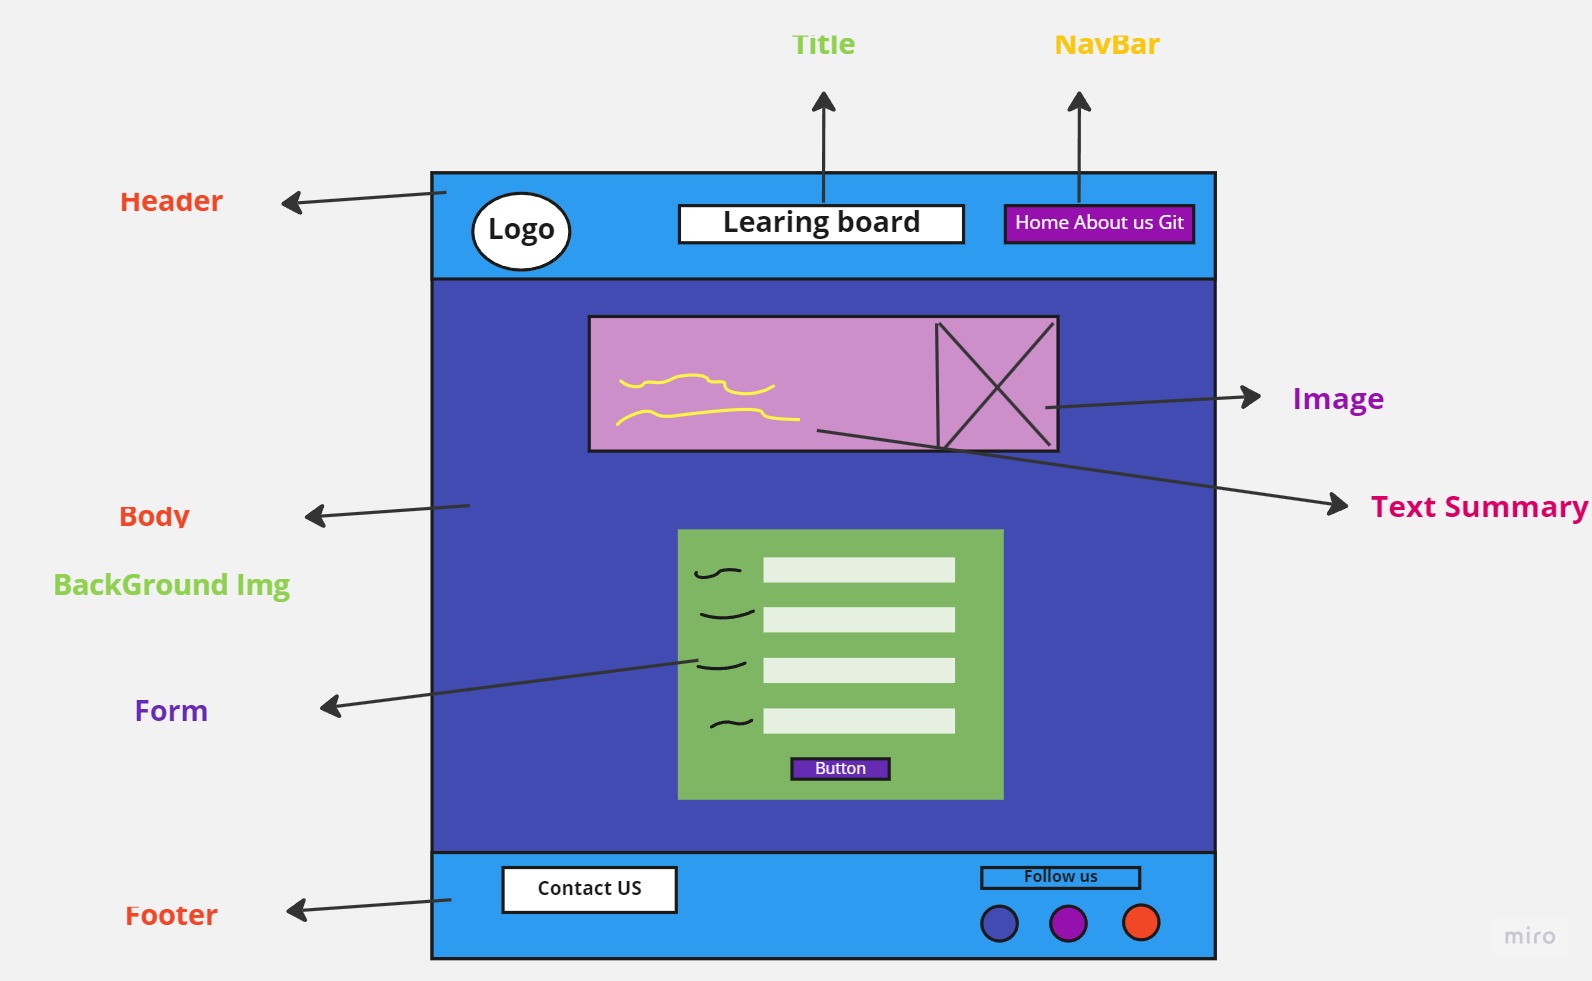 Title
NavBar
Header
Logo
Learing board
Home About us Git
Image
Text Summary
Body
BackGround Img
Form
Button
Footer
Contact US
Follow us
miro